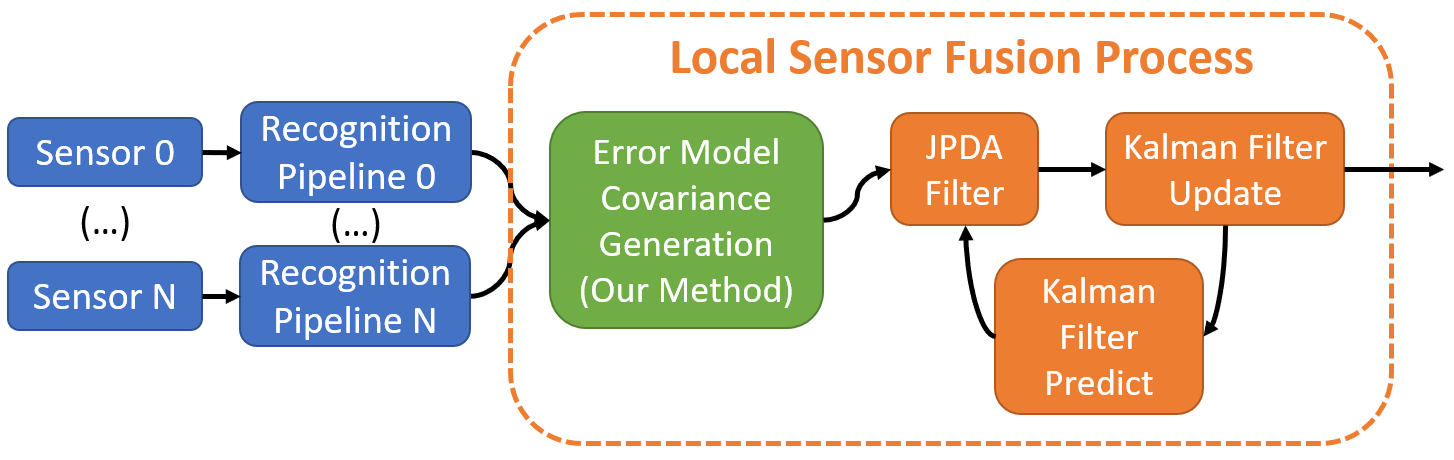 Local Sensor Fusion Process
Sensor 0
(...)
Sensor N
Recognition
Pipeline 0
(...)
Recognition
Pipeline N
Error Model
Covariance
Generation
(Our Method)
JPDA
Filter
Kalman Filter
Update
Kalman
Filter
Predict